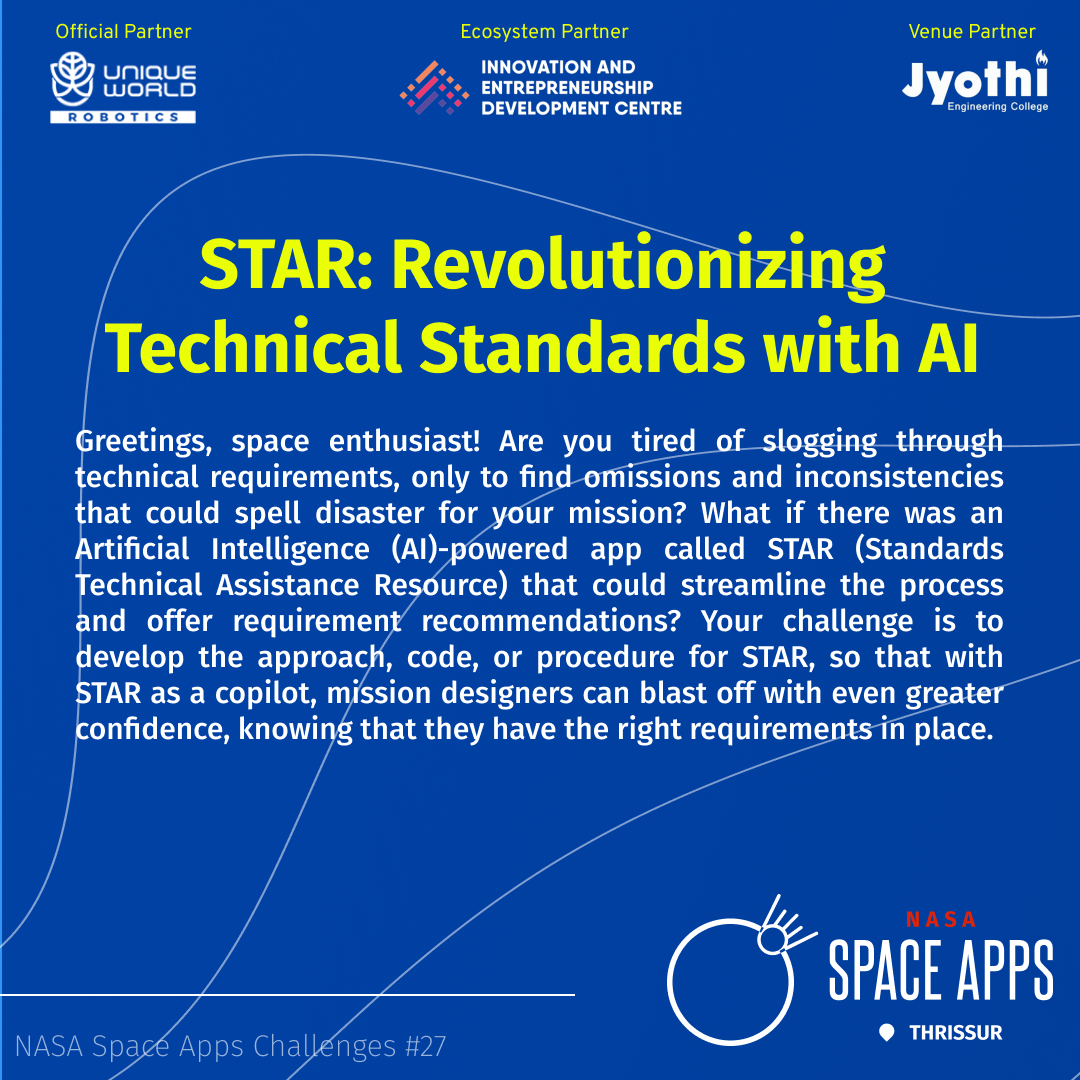 Official Partner
UNIQUE
WORLD
ROBOTICS
Ecosystem Partner
INNOVATION AND
ENTREPRENEURSHIP
DEVELOPMENT CENTRE
Venue Partner
Jyothi
Engineering College
STAR: Revolutionizing
Technical Standards with AI
Greetings, space enthusiast! Are you tired of slogging through
technical requirements, only to find omissions and inconsistencies
that could spell disaster for your mission? What if there was an
Artificial Intelligence (AI)-powered app called STAR (Standards
Technical Assistance Resource) that could streamline the process
and offer requirement recommendations? Your challenge is to
develop the approach, code, or procedure for STAR, so that with
STAR as a copilot, mission designers can blast off with even greater
confidence, knowing that they have the right requirements in place.
NASA
SPACE APPS
THRISSUR
NASA Space Apps Challenges #27